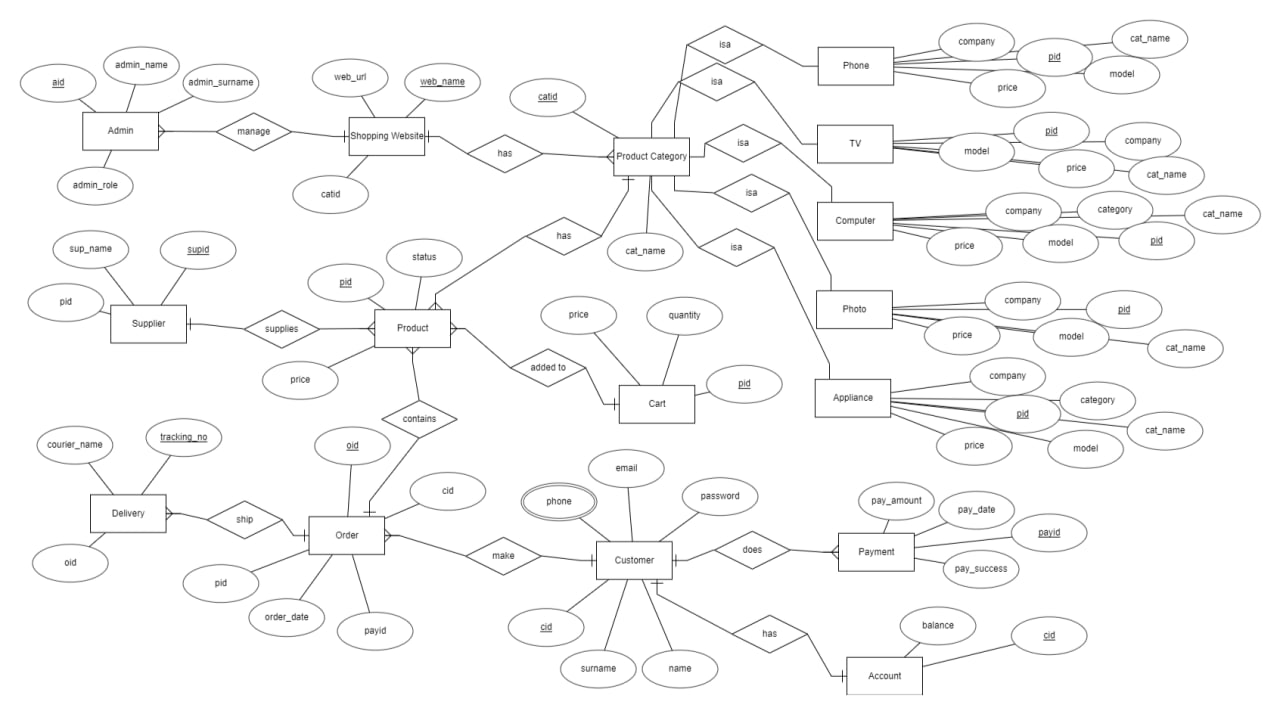 aid
admin_name
admin_surname
Admin
admin_role
manage
web_url
web_name
Shopping Website
catid
has
catid
Product Category
cat_name
isa
isa
isa
isa
isa
Phone
company
pid
cat_name
model
price
TV
pid
company
model
price
cat_name
Computer
company
category
cat_name
price
model
pid
Photo
company
pid
price
model
cat_name
Appliance
company
category
pid
cat_name
price
model
sup_name
supid
pid
Supplier
supplies
pid
status
Product
price
has
added to
price
quantity
pid
Cart
contains
courier_name
tracking_no
Delivery
oid
ship
oid
cid
Order
pid
order_date
payid
make
phone
email
password
Customer
cid
surname
name
does
pay_amount
pay_date
payid
Payment
pay_success
has
balance
cid
Account